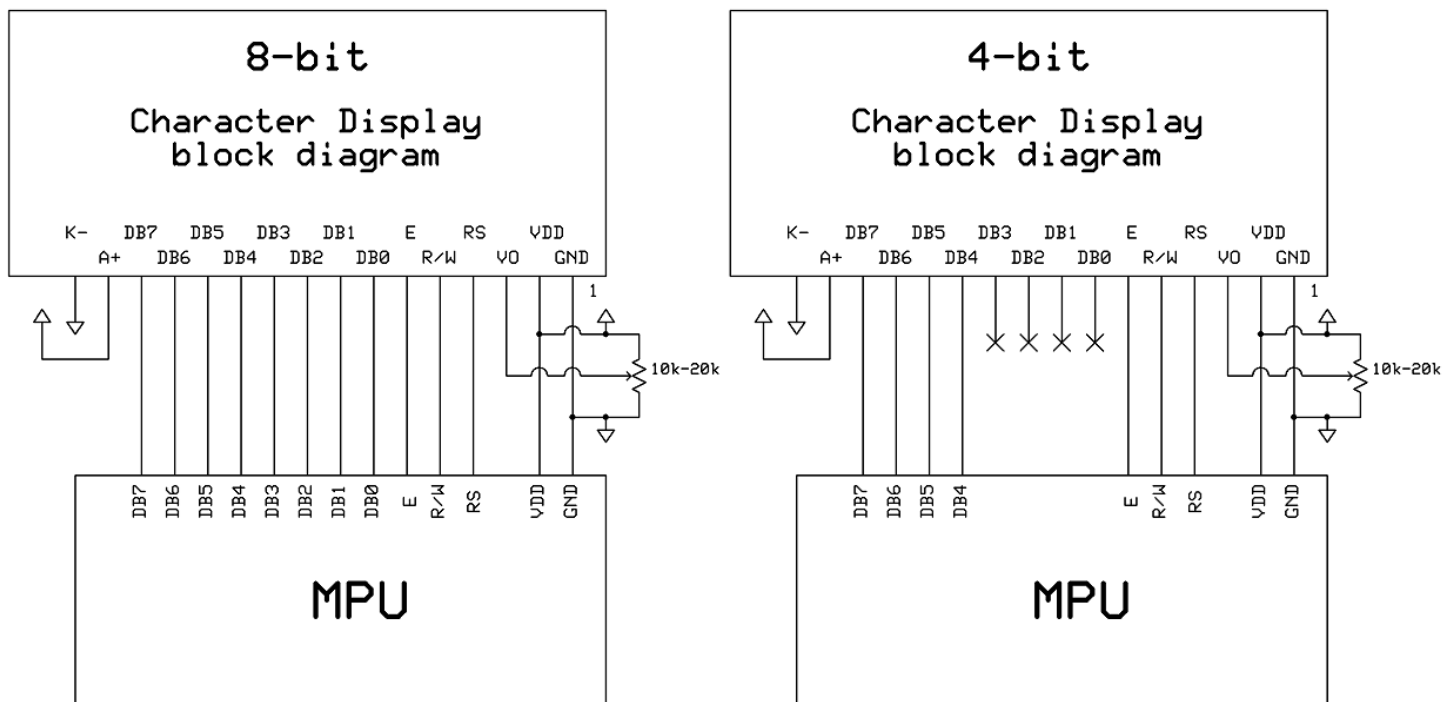 8-bit
Character Display
block diagram
K- DB7 DB5 DB3 DB1 E RS VDD
A+ DB6 DB4 DB2 DB0 R/W VO GND
1
10k-20k
DB7 DB6 DB5 DB4 DB3 DB2 DB1 DB0 E R/W RS VDD GND
MPU
4-bit
Character Display
block diagram
K- DB7 DB5 DB3 DB1 E RS VDD
A+ DB6 DB4 DB2 DB0 R/W VO GND
1
10k-20k
DB7 DB6 DB5 DB4 E R/W RS VDD GND
MPU